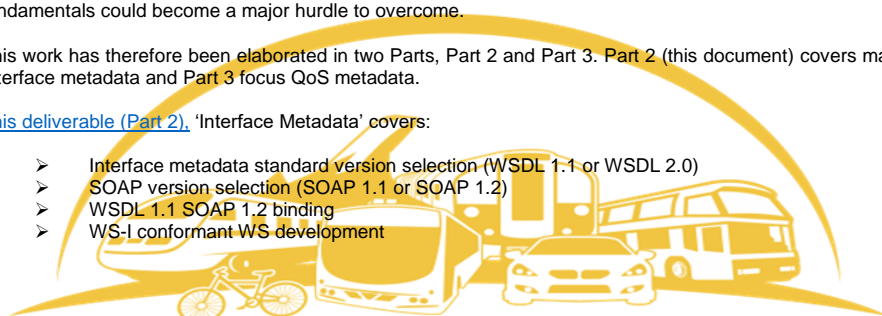 ndamentals could become a major hurdle to overcome.
is work has therefore been elaborated in two Parts, Part 2 and Part 3. Part 2 (this document) covers ma
terface metadata and Part 3 focus QoS metadata.
is deliverable (Part 2), 'Interface Metadata' covers:
➢ Interface metadata standard version selection (WSDL 1.1 or WSDL 2.0)
➢ SOAP version selection (SOAP 1.1 or SOAP 1.2)
➢ WSDL 1.1 SOAP 1.2 binding
➢ WS-I conformant WS development